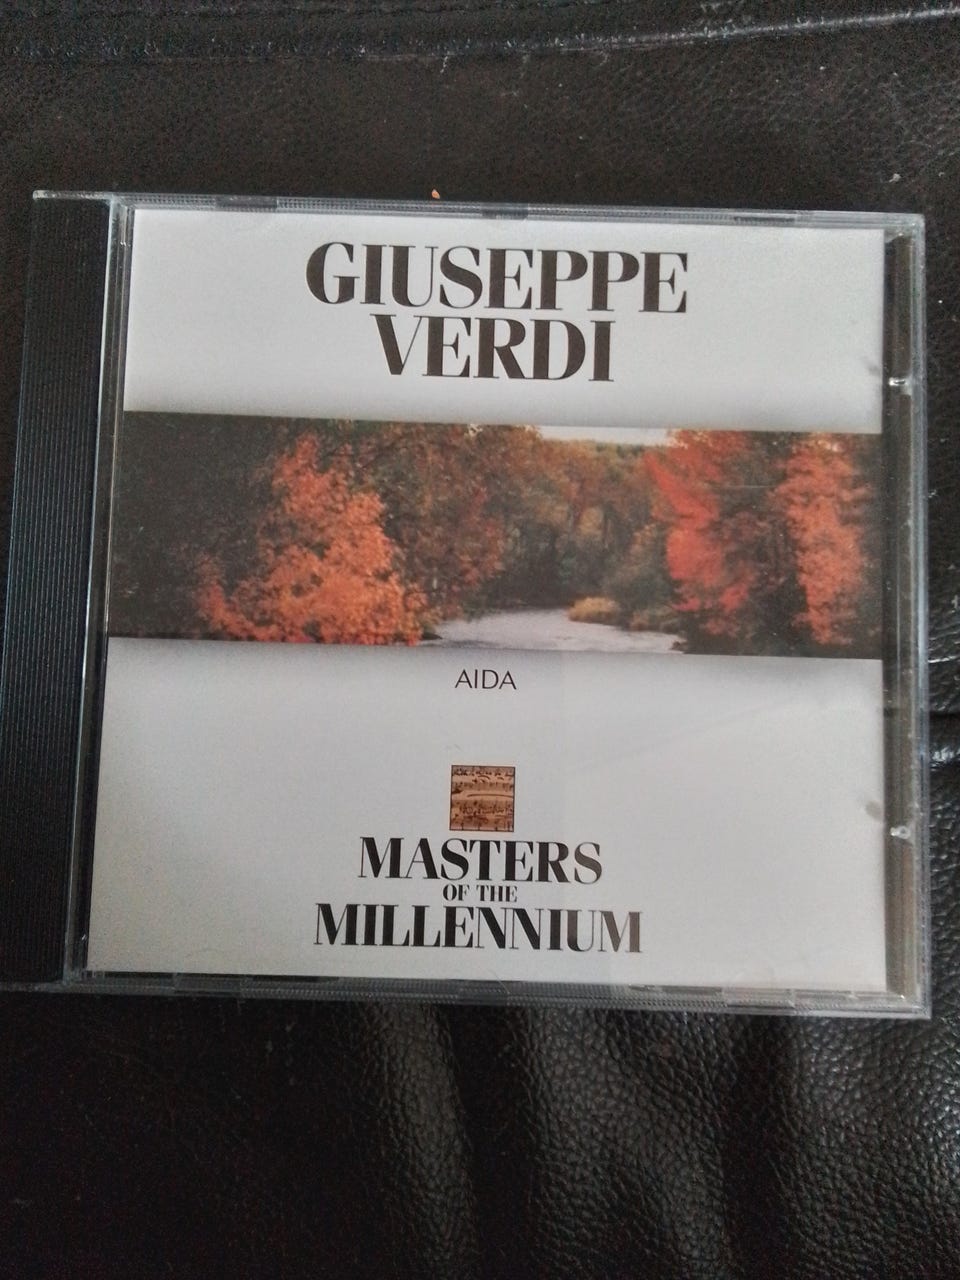 GIUSEPPE
VERDI
AIDA
MASTERS
OF THE
MILLENNIUM